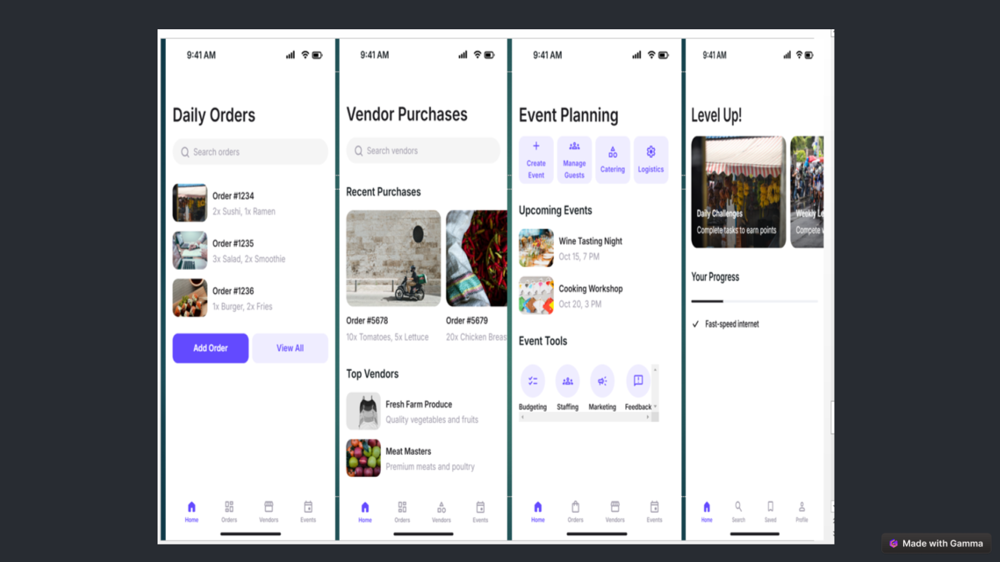 9:41 AM
Daily Orders
Search orders
Order #1234
2x Sushi, 1x Ramen
Order #1235
3x Salad, 2x Smoothie
Order #1236
1x Burger, 2x Fries
Add Order
View All
Home
Orders
Vendors
Events
9:41 AM
Vendor Purchases
Search vendors
Recent Purchases
Order #5678
10x Tomatoes, 5x Lettuce
Order #5679
20x Chicken Breas
Top Vendors
Fresh Farm Produce
Quality vegetables and fruits
Meat Masters
Premium meats and poultry
Home
Orders
Vendors
Events
9:41 AM
Event Planning
Create
Event
Manage
Guests
Catering
Logistics
Upcoming Events
Wine Tasting Night
Oct 15, 7 PM
Cooking Workshop
Oct 20, 3 PM
Event Tools
Budgeting
Staffing
Marketing
Feedback
Home
Orders
Vendors
Events
9:41 AM
Level Up!
Daily Challenges
Complete tasks to earn points
Weekly Le
Compete
Your Progress
Fast-speed internet
Home
Search
Saved
Profile
Made with Gamma